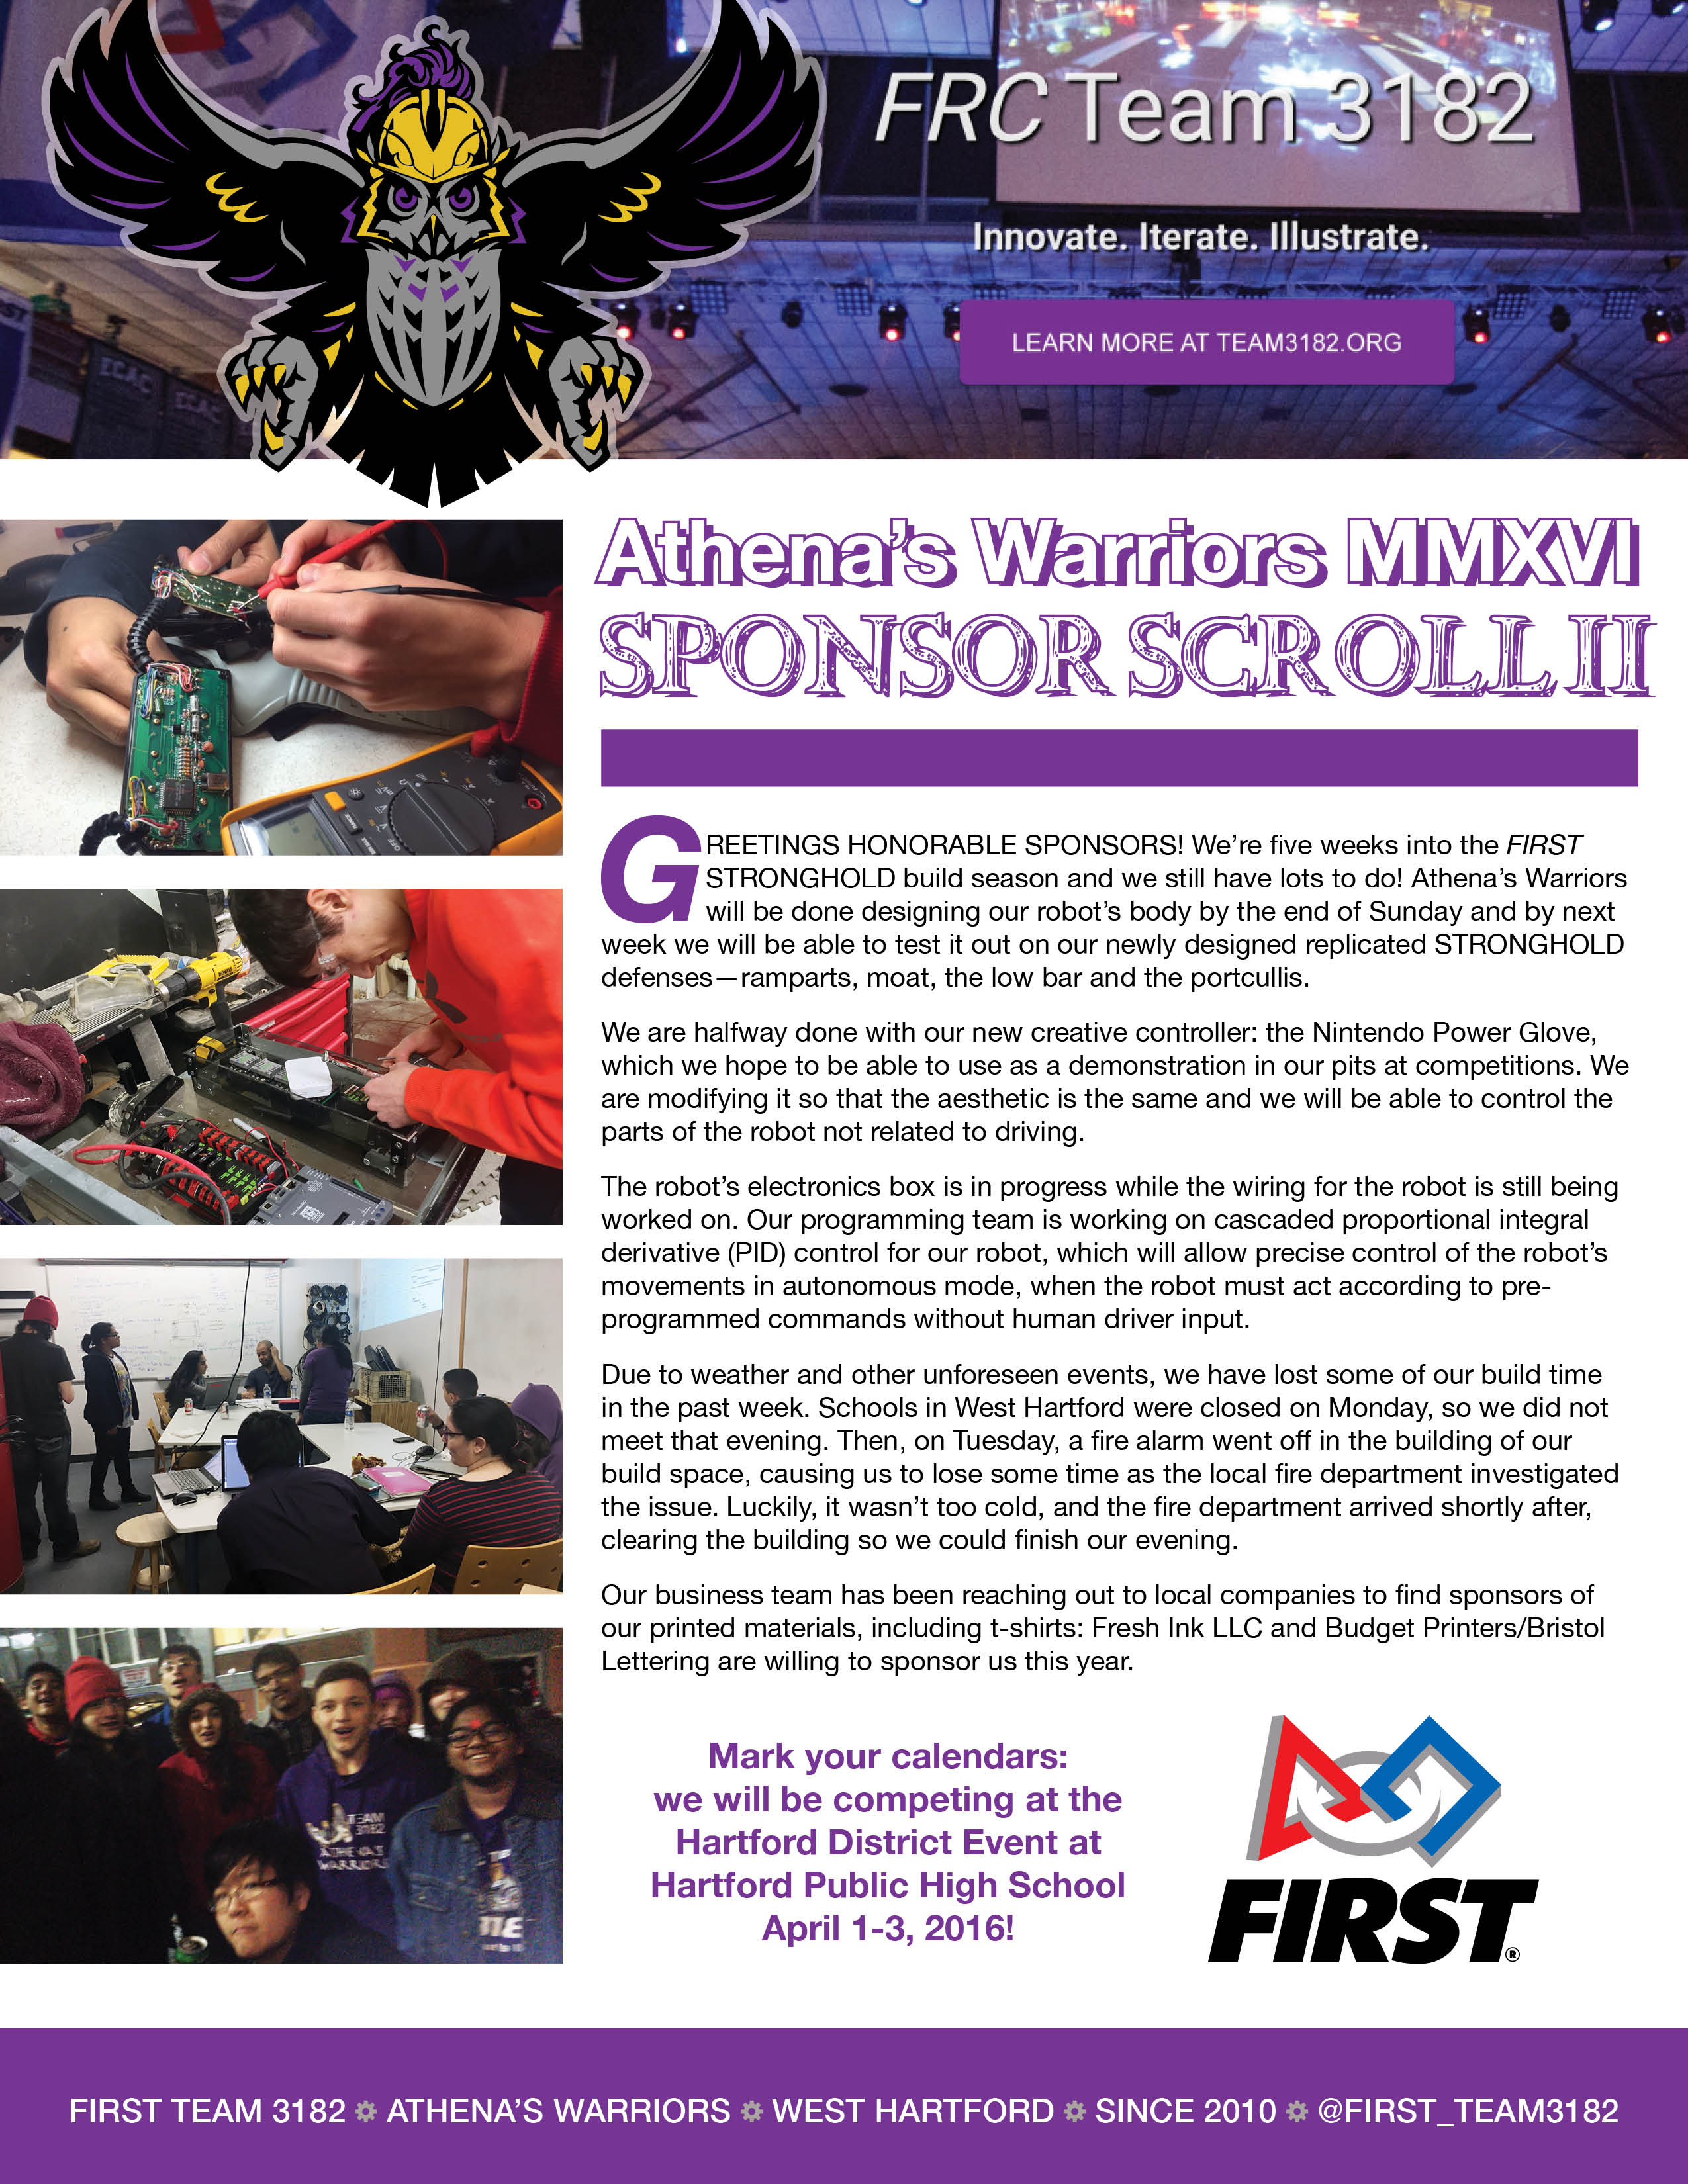 FRC Team 3182
Innovate. Iterate. Illustrate.
LEARN MORE AT TEAM3182.ORG
ECAC
ECAC
Athena’s Warriors MMXVI
SPONSOR SCROLL II
GREETINGS HONORABLE SPONSORS! We’re five weeks into the FIRST
STRONGHOLD build season and we still have lots to do! Athena’s Warriors
will be done designing our robot’s body by the end of Sunday and by next
week we will be able to test it out on our newly designed replicated STRONGHOLD
defenses—ramparts, moat, the low bar and the portcullis.
We are halfway done with our new creative controller: the Nintendo Power Glove,
which we hope to be able to use as a demonstration in our pits at competitions. We
are modifying it so that the aesthetic is the same and we will be able to control the
parts of the robot not related to driving.
The robot’s electronics box is in progress while the wiring for the robot is still being
worked on. Our programming team is working on cascaded proportional integral
derivative (PID) control for our robot, which will allow precise control of the robot’s
movements in autonomous mode, when the robot must act according to pre-
programmed commands without human driver input.
Due to weather and other unforeseen events, we have lost some of our build time
in the past week. Schools in West Hartford were closed on Monday, so we did not
meet that evening. Then, on Tuesday, a fire alarm went off in the building of our
build space, causing us to lose some time as the local fire department investigated
the issue. Luckily, it wasn’t too cold, and the fire department arrived shortly after,
clearing the building so we could finish our evening.
Our business team has been reaching out to local companies to find sponsors of
our printed materials, including t-shirts: Fresh Ink LLC and Budget Printers/Bristol
Lettering are willing to sponsor us this year.
TEAM
3182
ATHENA'S
WARRIORS
Mark your calendars:
we will be competing at the
Hartford District Event at
Hartford Public High School
April 1-3, 2016!
FIRST®
FIRST TEAM 3182 ATHENA’S WARRIORS WEST HARTFORD SINCE 2010 @FIRST_TEAM3182